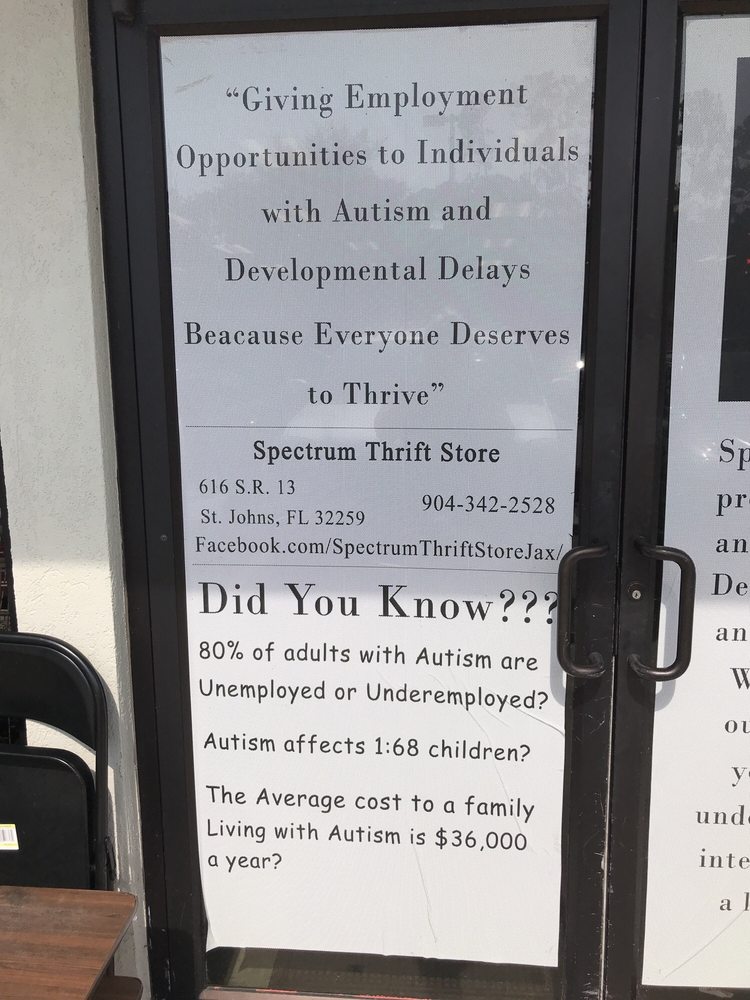 “Giving Employment
Opportunities to Individuals
with Autism and
Developmental Delays
Beacause Everyone Deserves
to Thrive”
Spectrum Thrift Store
616 S.R. 13
904-342-2528
St. Johns, FL 32259
Facebook.com/SpectrumThriftStoreJax/
Did You Know???
80% of adults with Autism are
Unemployed or Underemployed?
Autism affects 1:68 children?
The Average cost to a family
Living with Autism is $36,000
a year?